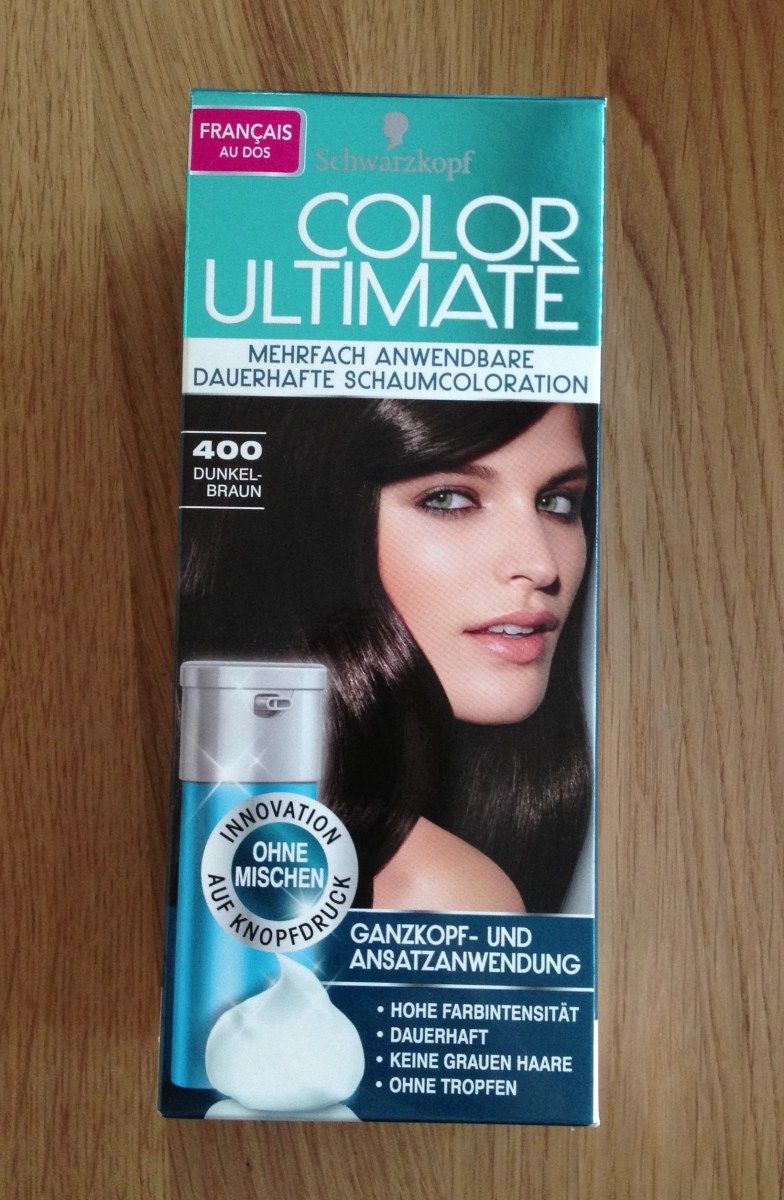 FRANÇAIS
AU DOS
Schwarzkopf
COLOR
ULTIMATE
MEHRFACH ANWENDBARE
DAUERHAFTE SCHAUMCOLORATION
400
DUNKEL-
BRAUN
INNOVATION
OHNE
MISCHEN
AUF KNOPFDRUCK
GANZKOPF- UND
ANSATZANWENDUNG
• HOHE FARBINTENSITÄT
• DAUERHAFT
• KEINE GRAUEN HAARE
• OHNE TROPFEN